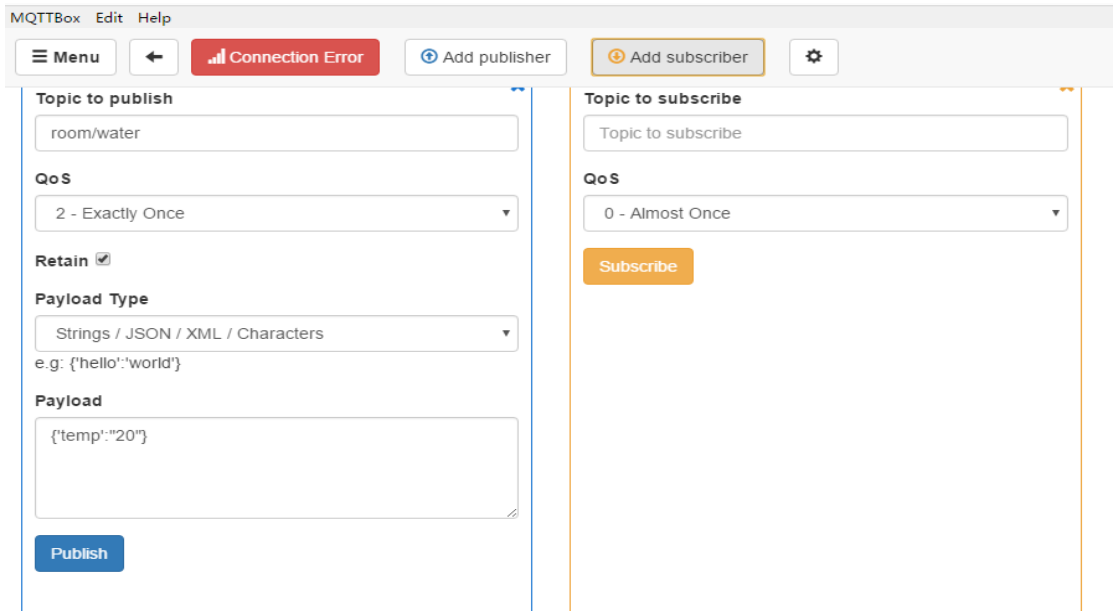 MQTTBox Edit Help
Menu Connection Error Add publisher Add subscriber
Topic to publish
room/water
QoS
2 - Exactly Once
Retain
Payload Type
Strings / JSON / XML / Characters
e.g: {'hello':'world'}
Payload
{'temp':"20"}
Publish
Topic to subscribe
Topic to subscribe
QoS
0 - Almost Once
Subscribe